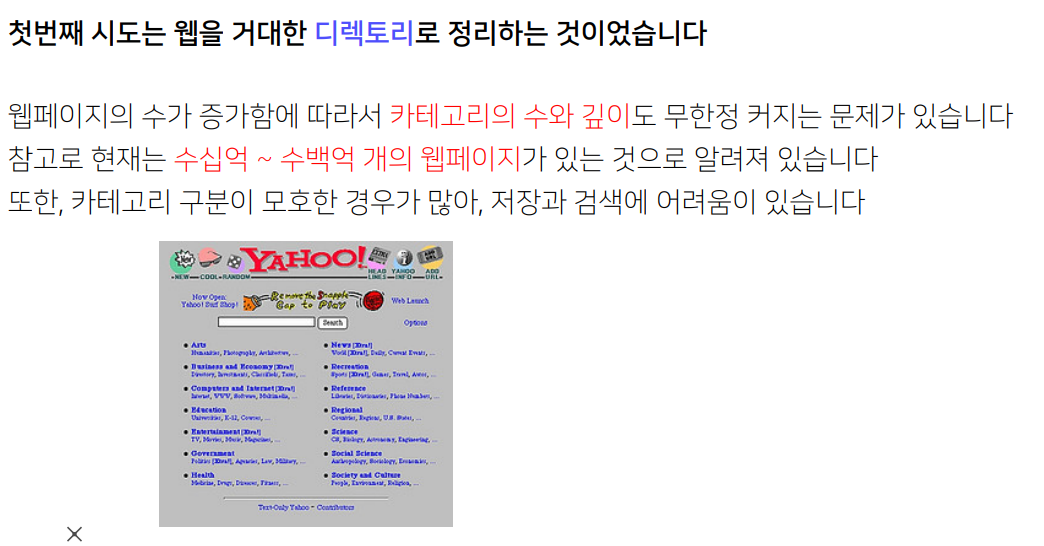 첫번째 시도는 웹을 거대한 디렉토리로 정리하는 것이었습니다
웹페이지의 수가 증가함에 따라서 카테고리의 수와 깊이도 무한정 커지는 문제가 있습니다
참고로 현재는 수십억 ~ 수백억 개의 웹페이지가 있는 것으로 알려져 있습니다
또한, 카테고리 구분이 모호한 경우가 많아, 저장과 검색에 어려움이 있습니다
YAHOO!
NEW COOL RANDOM HEAD LINES YAHOO INFO ADD URL
Now Open: Yahoo! Surf Shop!
Remove the Snapple Cap to Play
Web Launch
Search Options
Arts
Humanities, Photography, Architecture, ...
Business and Economy [Xtra!]
Directory, Investments, Classifieds, Taxes, ...
Computers and Internet [Xtra!]
Internet, WWW, Software, Multimedia, ...
Education
Universities, K-12, Courses, ...
Entertainment [Xtra!]
TV, Movies, Music, Magazines, ...
Government
Politics [Xtra!], Agencies, Law, Military, ...
Health
Medicine, Drugs, Diseases, Fitness, ...
News [Xtra!]
World [Xtra!], Daily, Current Events, ...
Recreation
Sports [Xtra!], Games, Travel, Autos, ...
Reference
Libraries, Dictionaries, Phone Numbers, ...
Regional
Countries, Regions, U.S. States, ...
Science
CS, Biology, Astronomy, Engineering, ...
Social Science
Anthropology, Sociology, Economics, ...
Society and Culture
People, Environment, Religion, ...
Text-Only Yahoo - Contributors